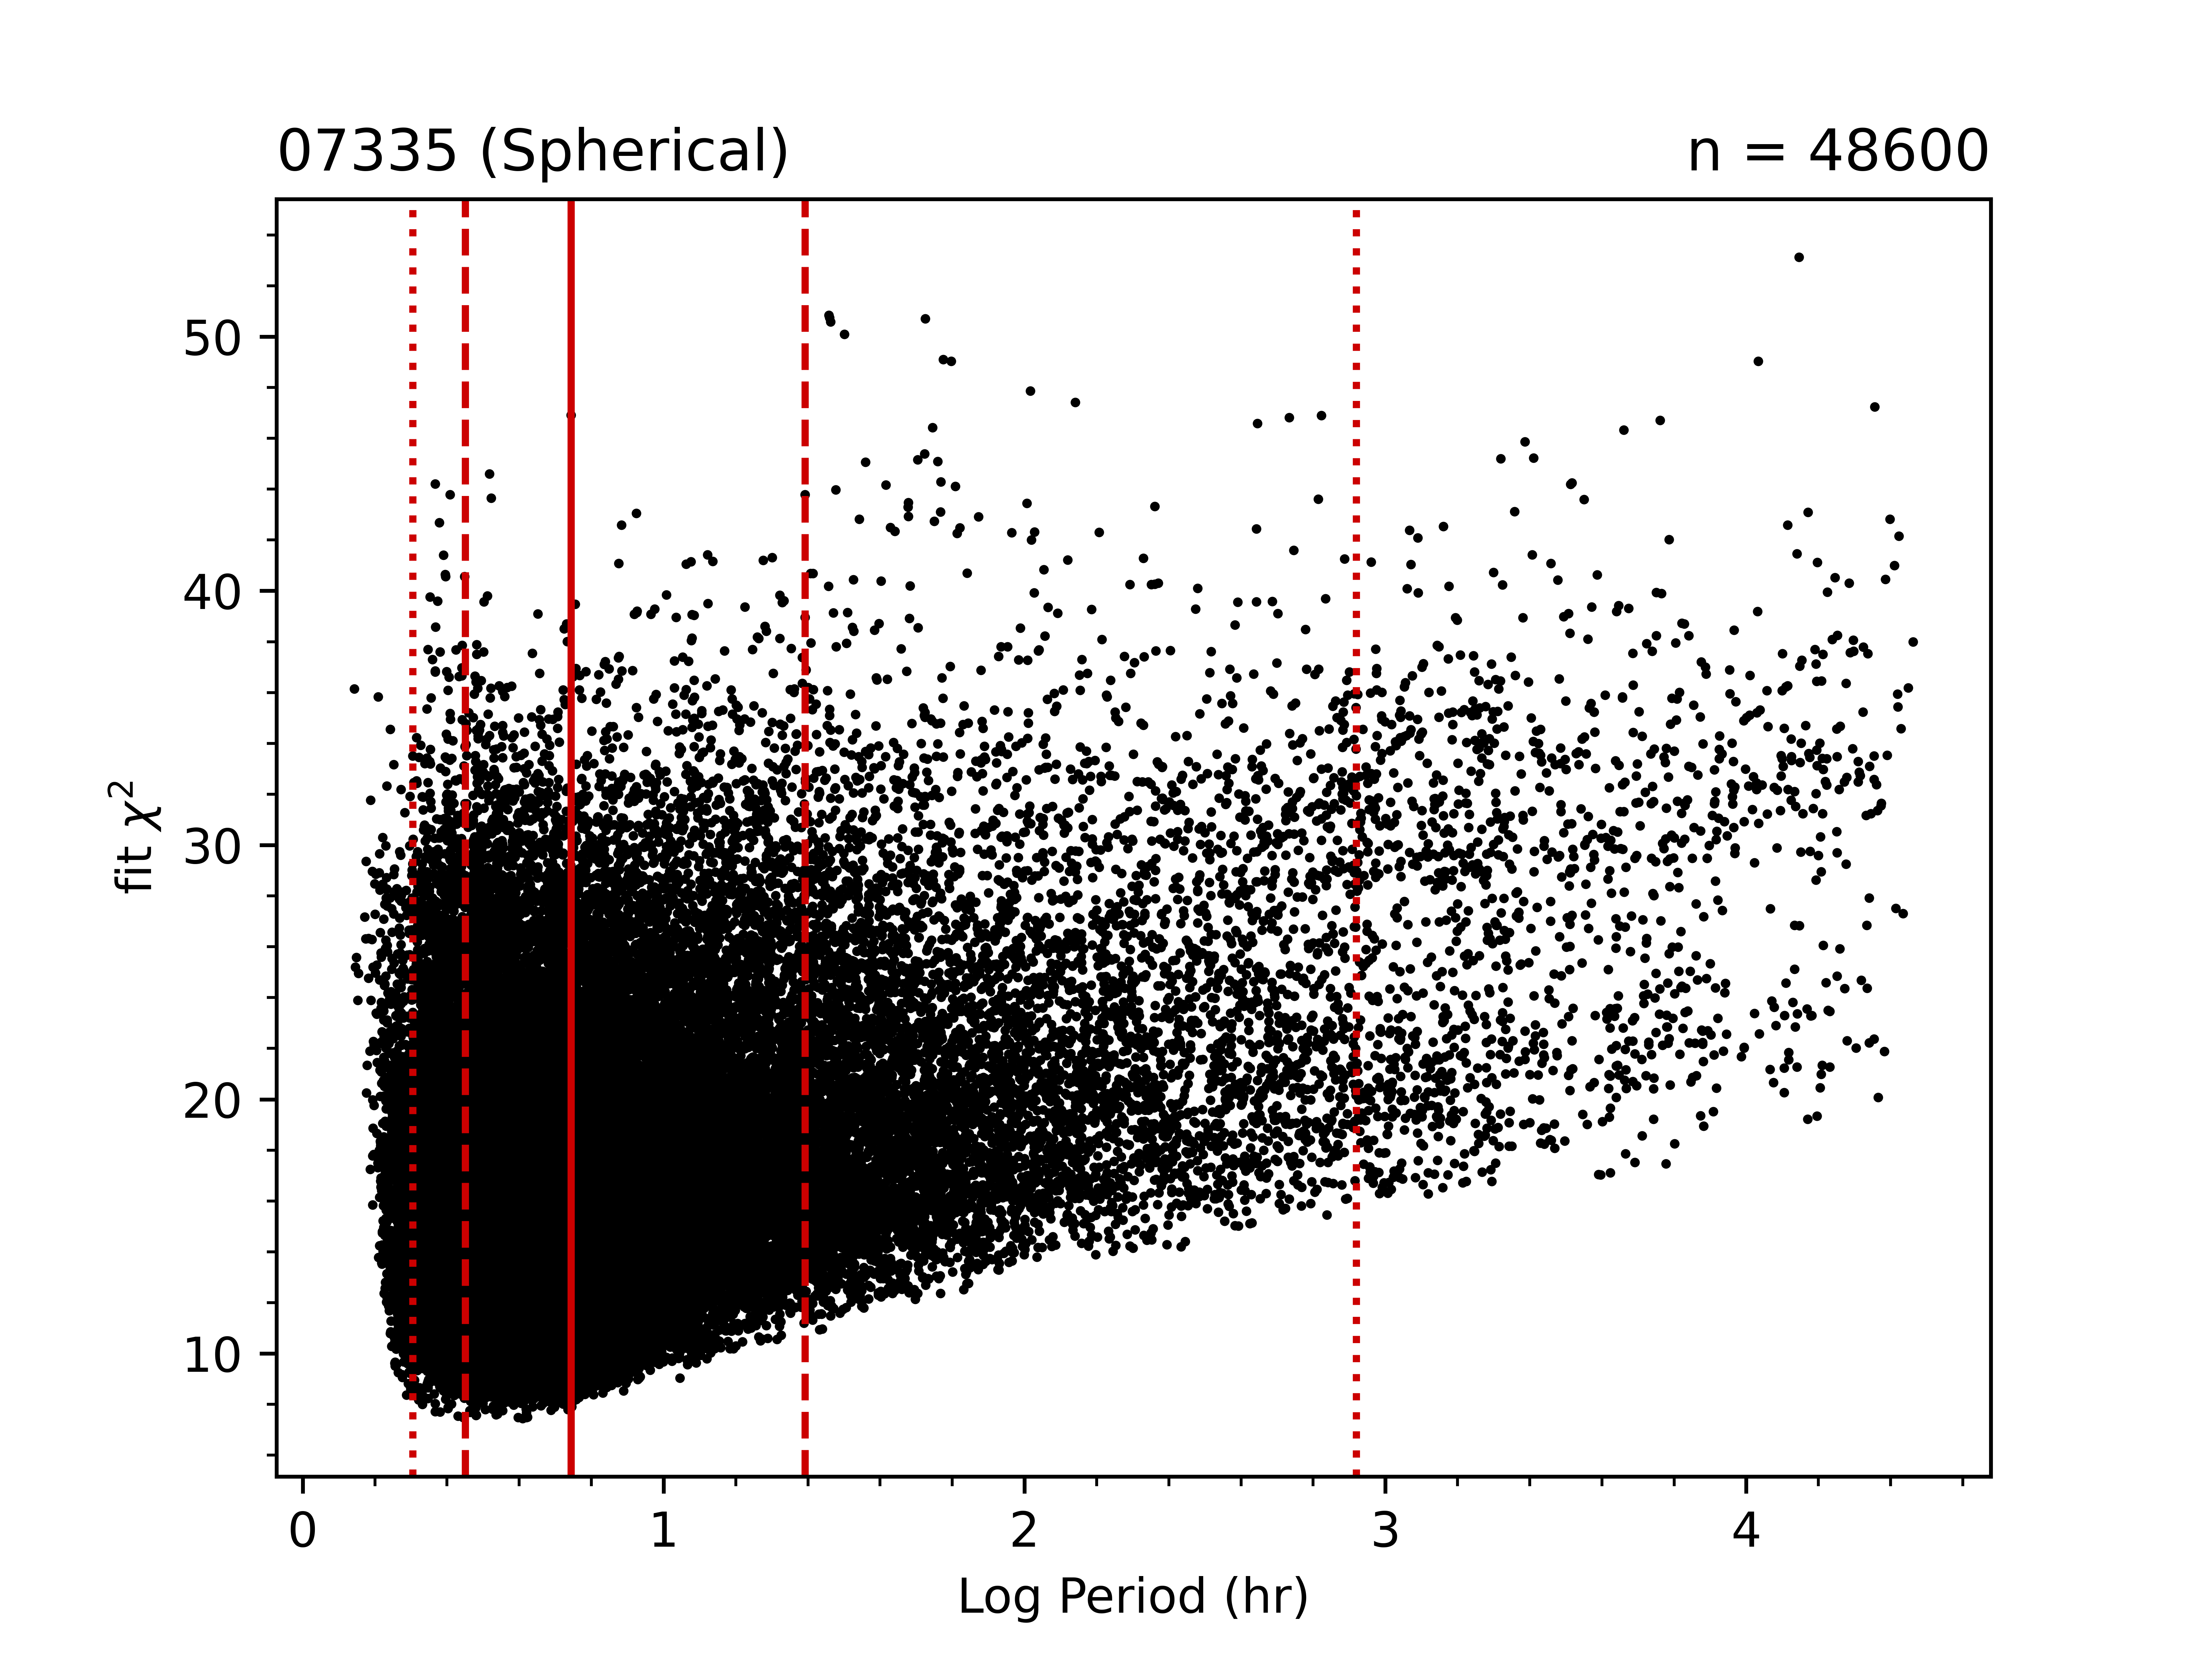 07335 (Spherical)
n = 48600
fit χ²
50
40
30
20
10
0 1 2 3 4
Log Period (hr)